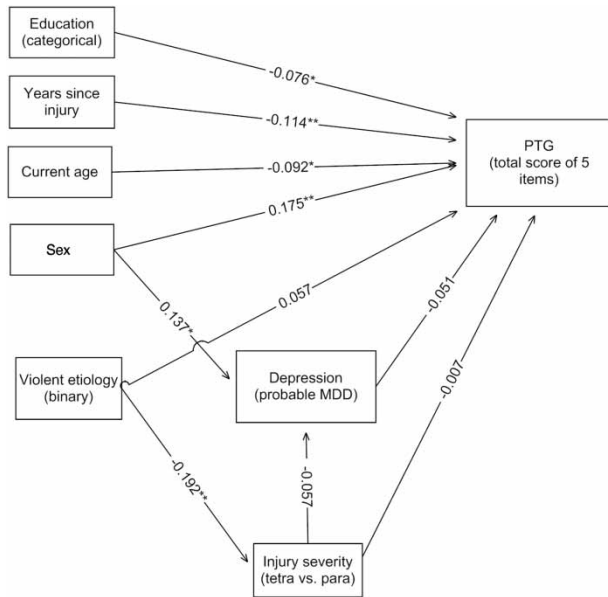 Education
(categorical)
-0.076*
Years since
injury
-0.114**
PTG
(total score of 5
items)
Current age
-0.092*
0.175**
Sex
0.057
0.137*
-0.051
-0.007
Violent etiology
(binary)
Depression
(probable MDD)
-0.192**
-0.057
Injury severity
(tetra vs. para)